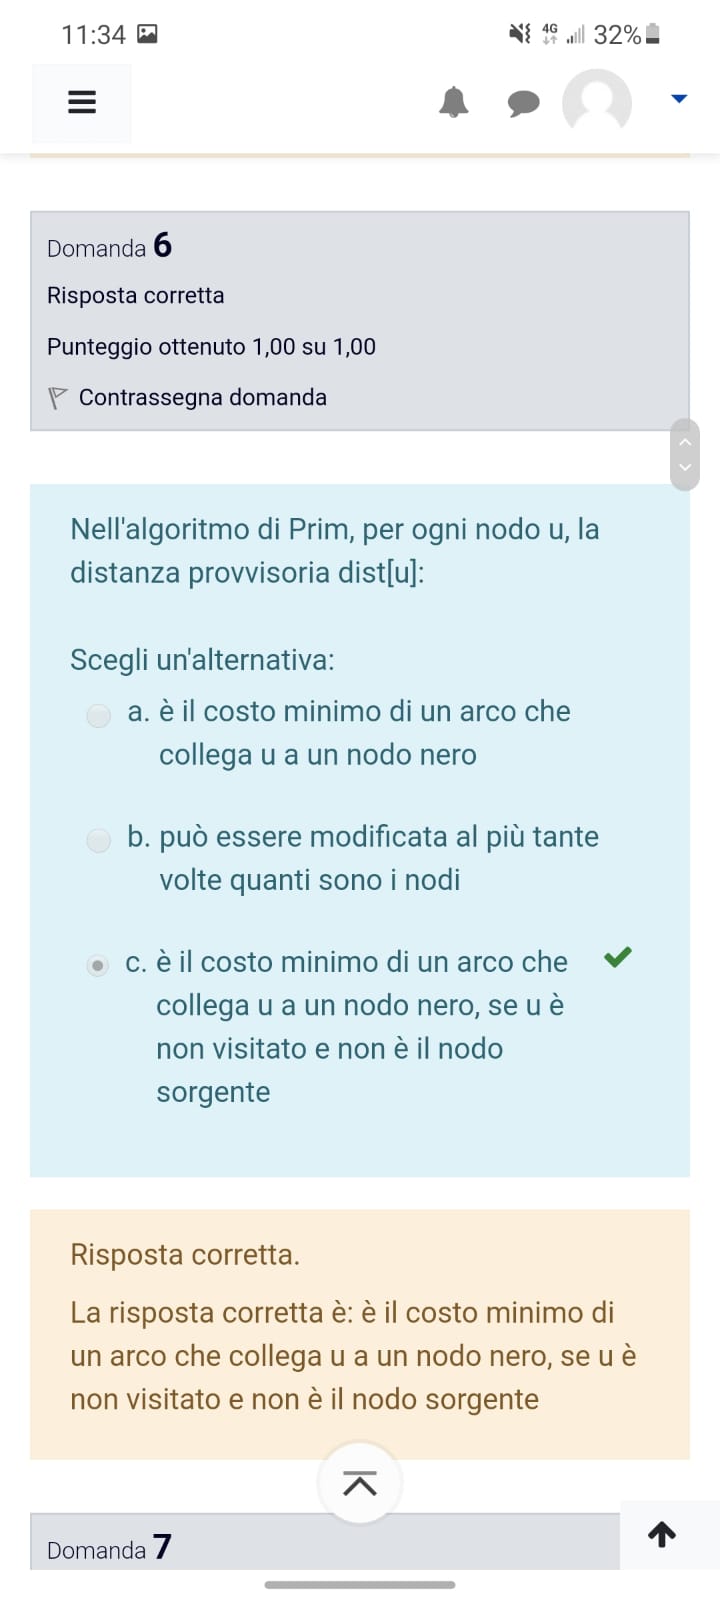 11:34
4G
32%
Domanda 6
Risposta corretta
Punteggio ottenuto 1,00 su 1,00
Contrassegna domanda
Nell'algoritmo di Prim, per ogni nodo u, la
distanza provvisoria dist[u]:
Scegli un'alternativa:
a. è il costo minimo di un arco che
collega u a un nodo nero
b. può essere modificata al più tante
volte quanti sono i nodi
c. è il costo minimo di un arco che
collega u a un nodo nero, se u è
non visitato e non è il nodo
sorgente
Risposta corretta.
La risposta corretta è: è il costo minimo di
un arco che collega u a un nodo nero, se u è
non visitato e non è il nodo sorgente
Domanda 7